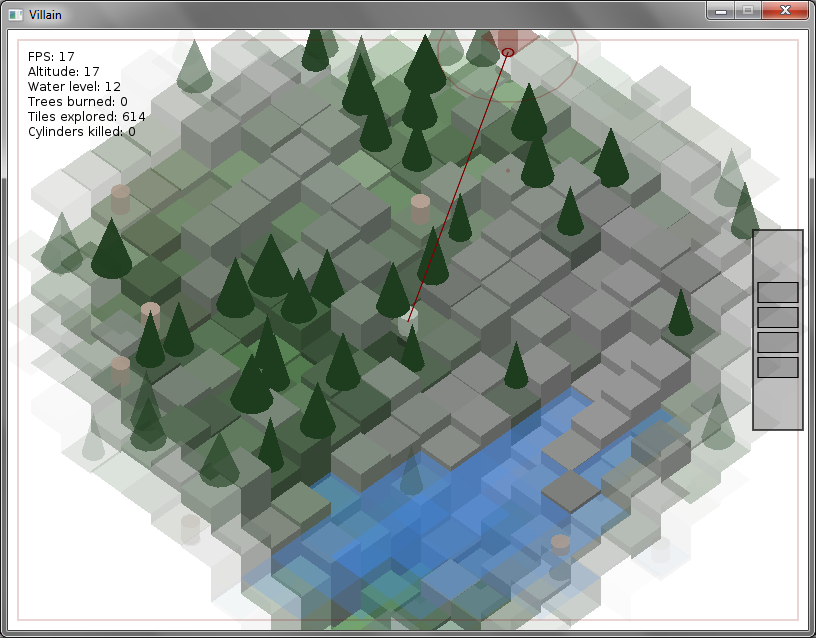 Villain
FPS: 17
Altitude: 17
Water level: 12
Trees burned: 0
Tiles explored: 614
Cylinders killed: 0